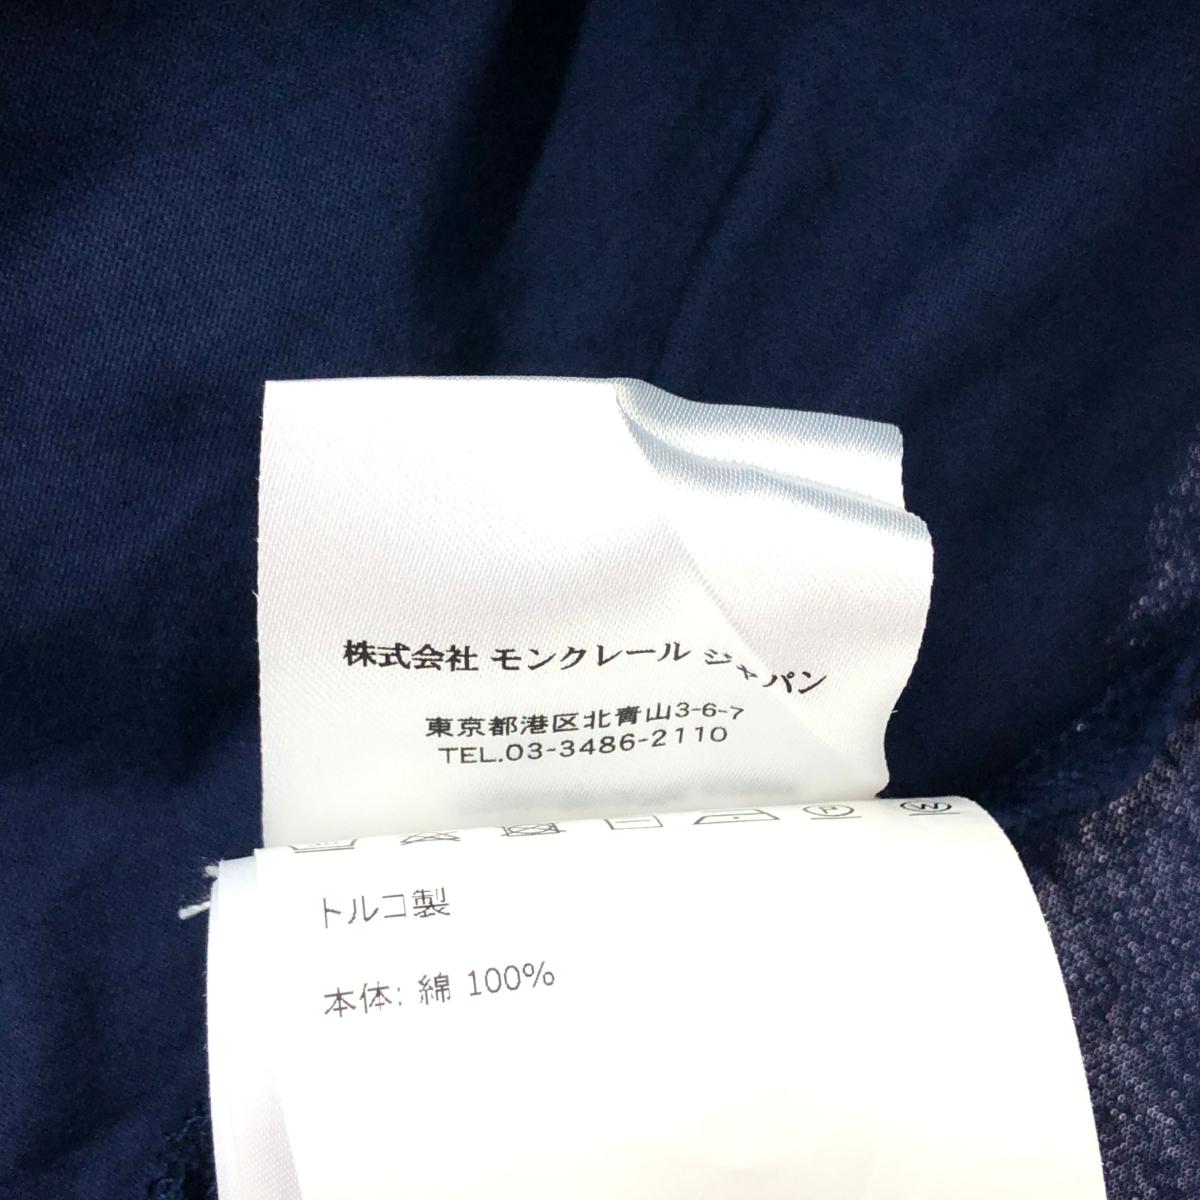 株式会社 モンクレール ジャパン
東京都港区北青山3-6-7
TEL.03-3486-2110
P W
トルコ製
本体: 綿 100%